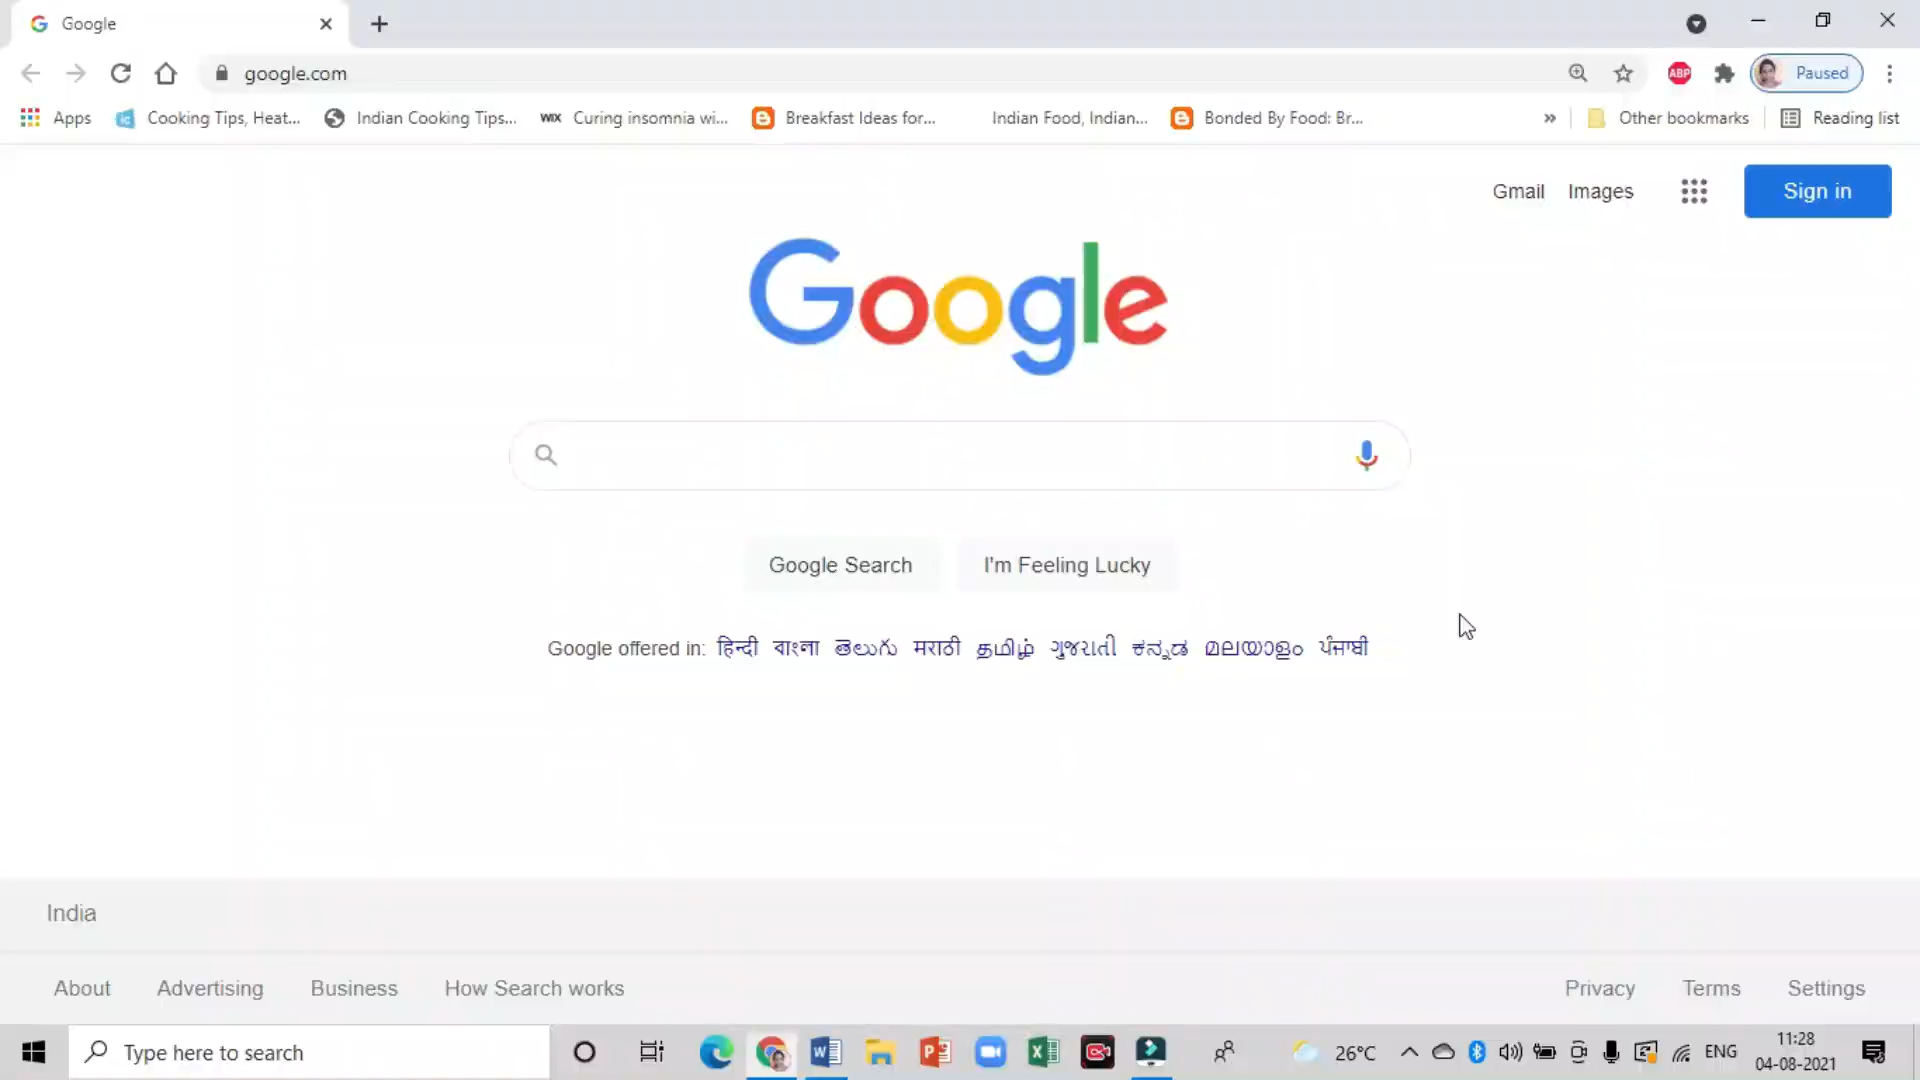 Google
google.com
ABP
Paused
Apps
Cooking Tips, Heat...
Indian Cooking Tips...
WIX
Curing insomnia wi...
Breakfast Ideas for...
Indian Food, Indian...
Bonded By Food: Br...
»
Other bookmarks
Reading list
Gmail
Images
Sign in
Google
Google Search
I'm Feeling Lucky
Google offered in: हिन्दी বাংলা తెలుగు मराठी தமிழ் ગુજરાતી ಕನ್ನಡ മലയാളം ਪੰਜਾਬੀ
India
About
Advertising
Business
How Search works
Privacy
Terms
Settings
Type here to search
26°C
ENG
11:28
04-08-2021